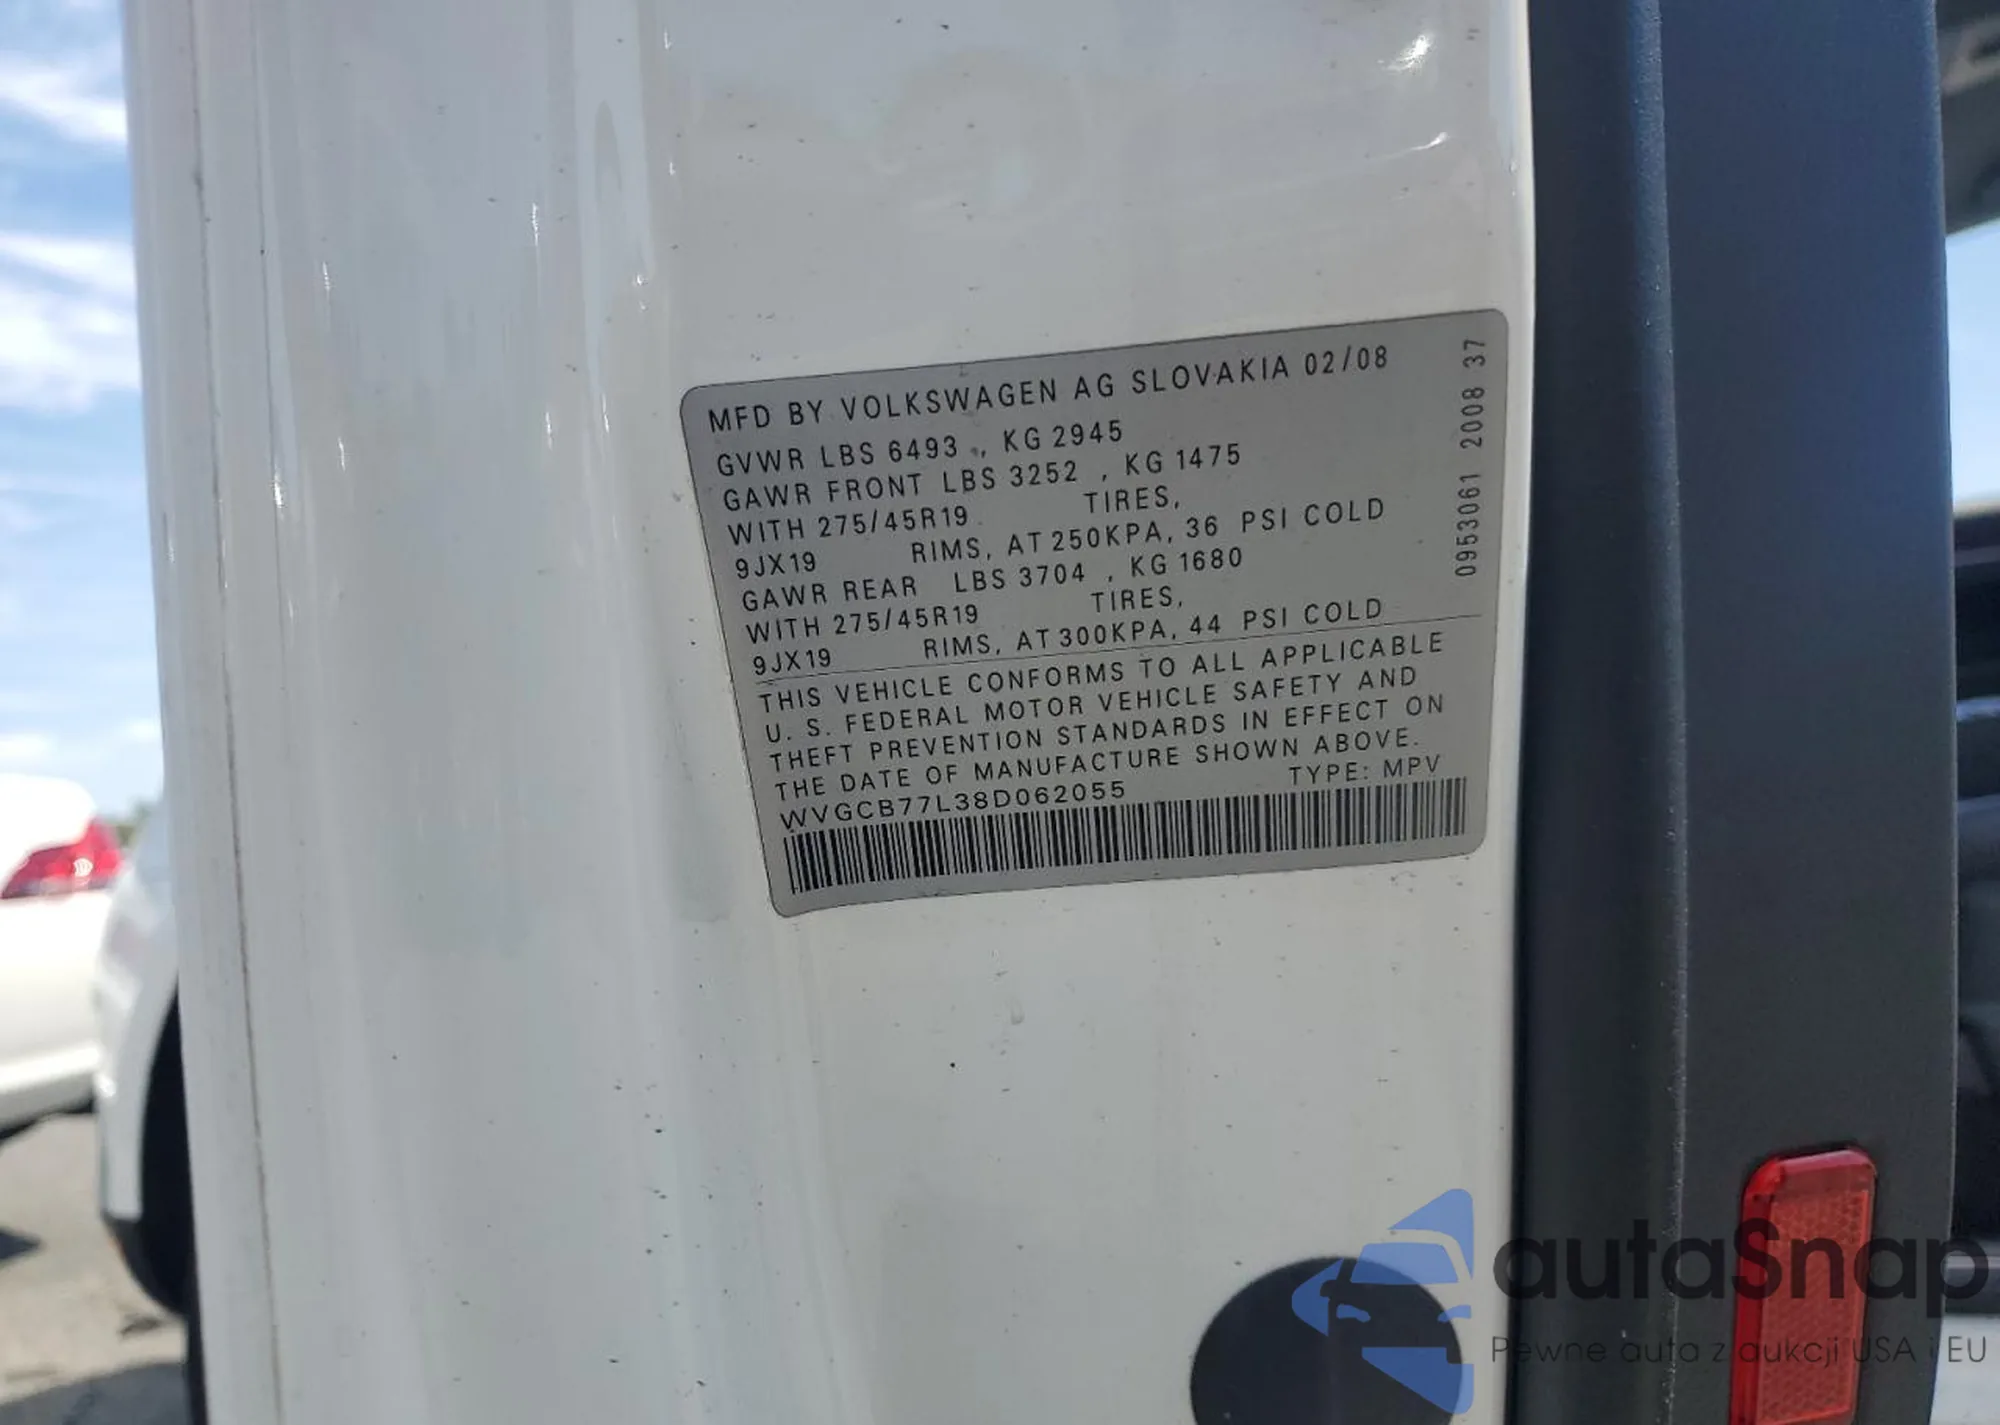 MFD BY VOLKSWAGEN AG SLOVAKIA 02/08
GVWR LBS 6493 , KG 2945
GAWR FRONT LBS 3252 , KG 1475
WITH 275/45R19 TIRES,
9JX19 RIMS, AT 250KPA, 36 PSI COLD
GAWR REAR LBS 3704 , KG 1680
WITH 275/45R19 TIRES,
9JX19 RIMS, AT 300KPA, 44 PSI COLD
THIS VEHICLE CONFORMS TO ALL APPLICABLE
U. S. FEDERAL MOTOR VEHICLE SAFETY AND
THEFT PREVENTION STANDARDS IN EFFECT ON
THE DATE OF MANUFACTURE SHOWN ABOVE.
WVGCB77L38D062055 TYPE: MPV
0953061 2008 37
autaSnap
Pewne auta z aukcji USA i EU